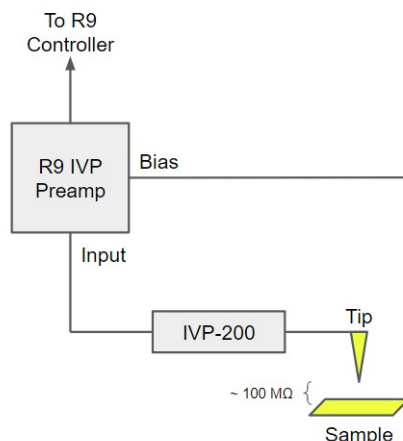 To R9
Controller
R9 IVP
Preamp
Bias
Input
IVP-200
Tip
~ 100 MΩ
Sample